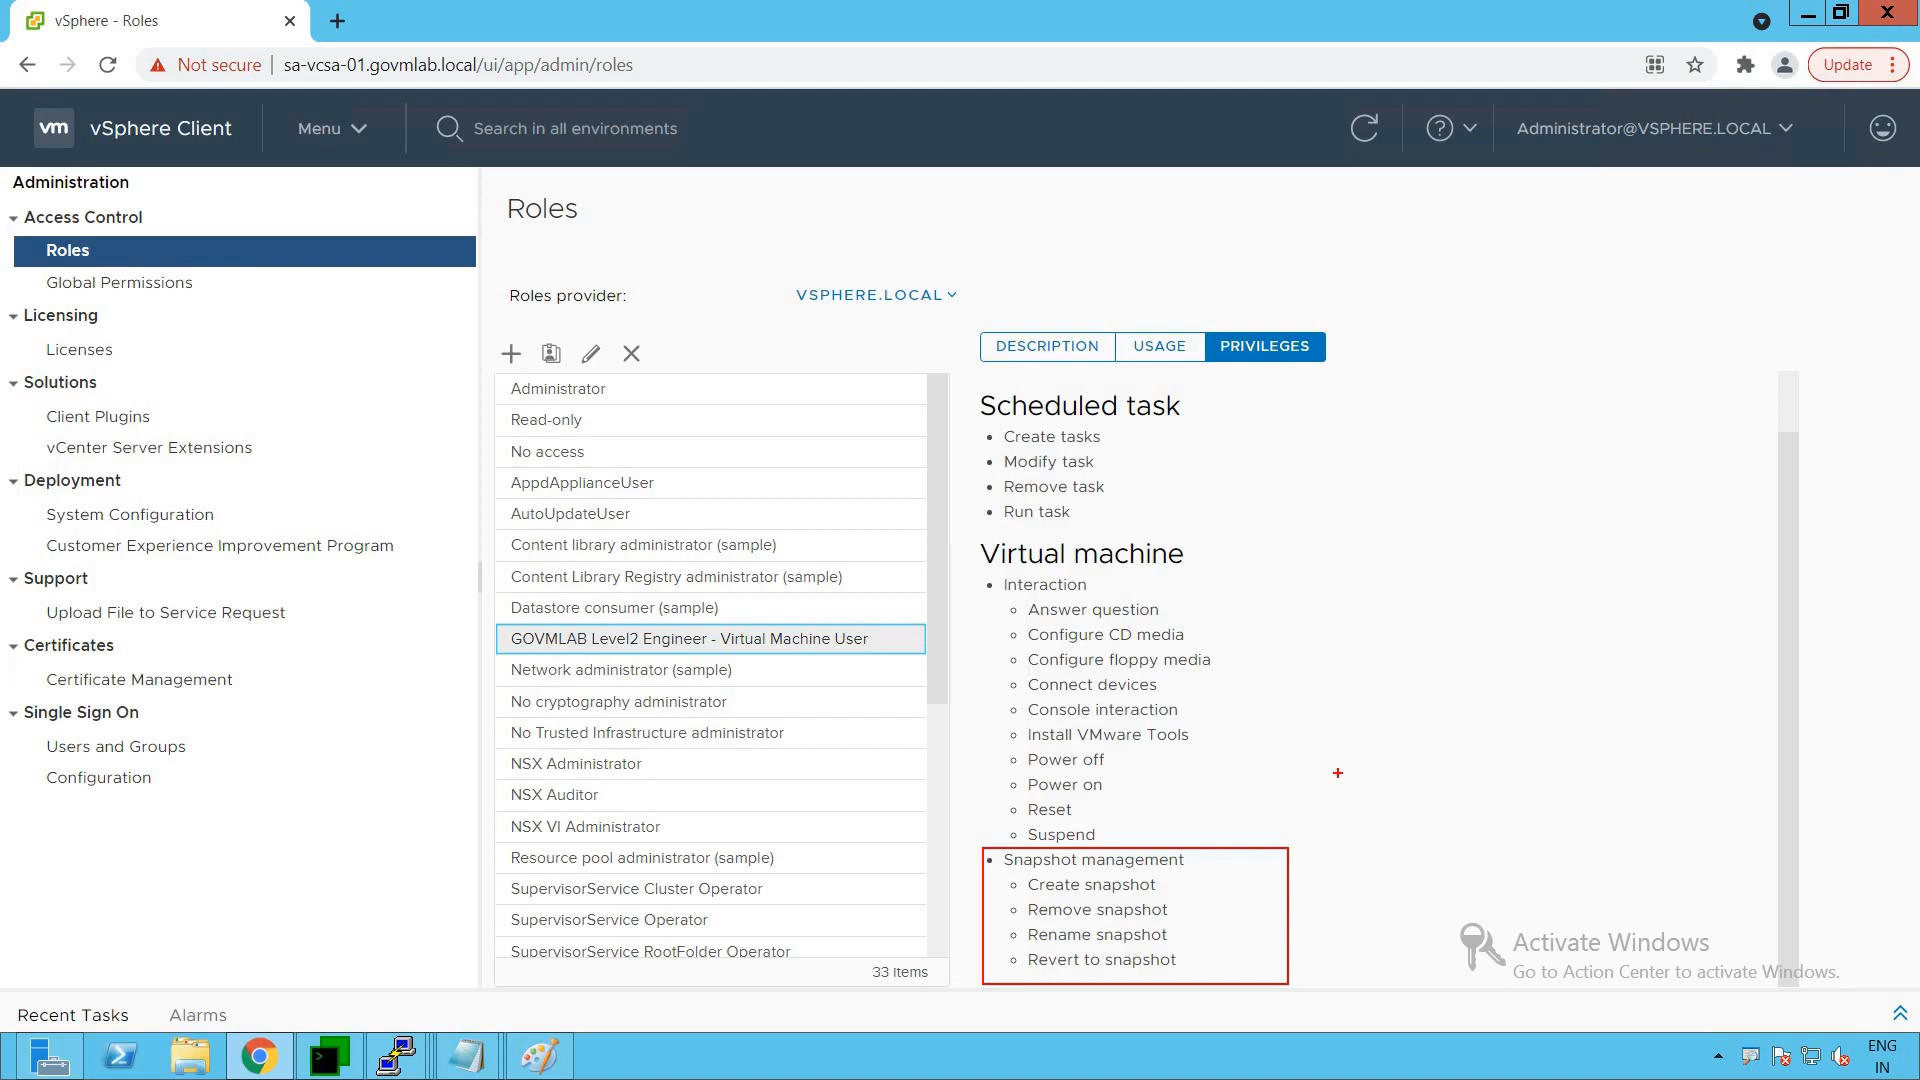 vSphere - Roles
Not secure
sa-vcsa-01.govmlab.local/ui/app/admin/roles
Update
vm
vSphere Client
Menu
Search in all environments
Administrator@VSPHERE.LOCAL
Administration
Access Control
Roles
Global Permissions
Licensing
Licenses
Solutions
Client Plugins
vCenter Server Extensions
Deployment
System Configuration
Customer Experience Improvement Program
Support
Upload File to Service Request
Certificates
Certificate Management
Single Sign On
Users and Groups
Configuration
Roles
Roles provider:
VSPHERE.LOCAL
Administrator
Read-only
No access
AppdApplianceUser
AutoUpdateUser
Content library administrator (sample)
Content Library Registry administrator (sample)
Datastore consumer (sample)
GOVMLAB Level2 Engineer - Virtual Machine User
Network administrator (sample)
No cryptography administrator
No Trusted Infrastructure administrator
NSX Administrator
NSX Auditor
NSX VI Administrator
Resource pool administrator (sample)
SupervisorService Cluster Operator
SupervisorService Operator
SupervisorService RootFolder Operator
33 items
DESCRIPTION
USAGE
PRIVILEGES
Scheduled task
Create tasks
Modify task
Remove task
Run task
Virtual machine
Interaction
Answer question
Configure CD media
Configure floppy media
Connect devices
Console interaction
Install VMware Tools
Power off
Power on
Reset
Suspend
Snapshot management
Create snapshot
Remove snapshot
Rename snapshot
Revert to snapshot
Activate Windows
Go to Action Center to activate Windows.
Recent Tasks
Alarms
ENG
IN